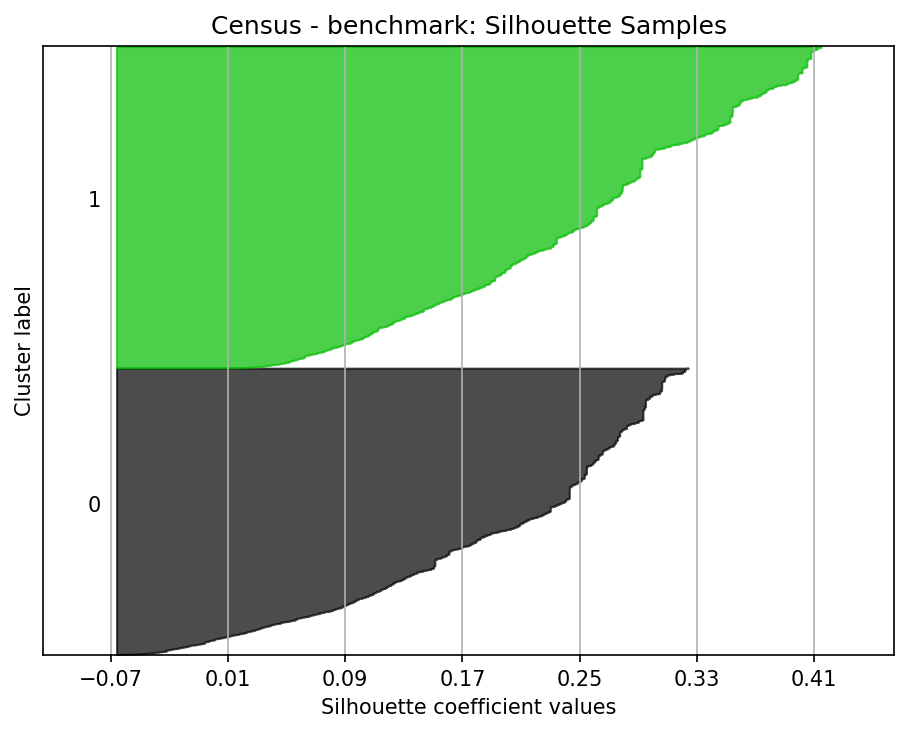 Census - benchmark: Silhouette Samples
1
0
Cluster label
−0.07 0.01 0.09 0.17 0.25 0.33 0.41
Silhouette coefficient values